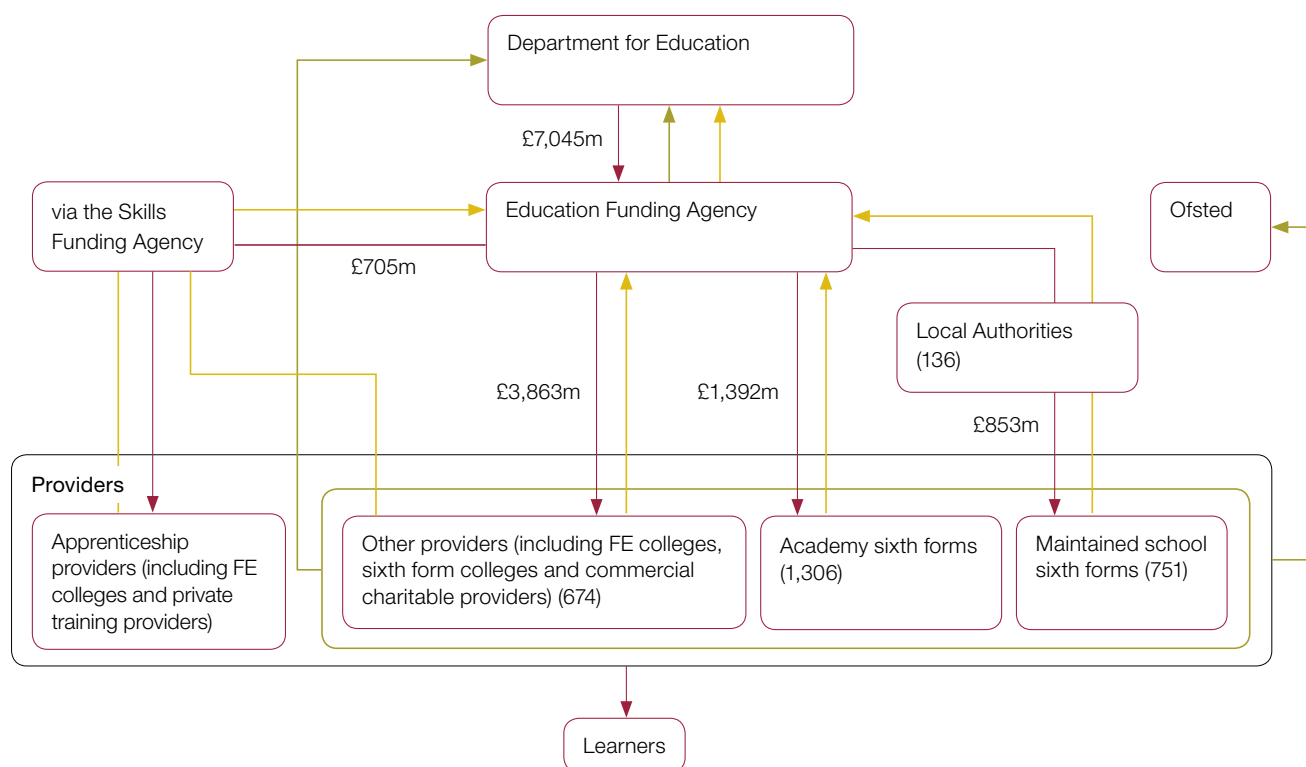 Department for Education
£7,045m
via the Skills
Funding Agency
Education Funding Agency
Ofsted
£705m
Local Authorities
(136)
£3,863m
£1,392m
£853m
Providers
Apprenticeship
providers (including FE
colleges and private
training providers)
Other providers (including FE colleges,
sixth form colleges and commercial
charitable providers) (674)
Academy sixth forms
(1,306)
Maintained school
sixth forms (751)
Learners